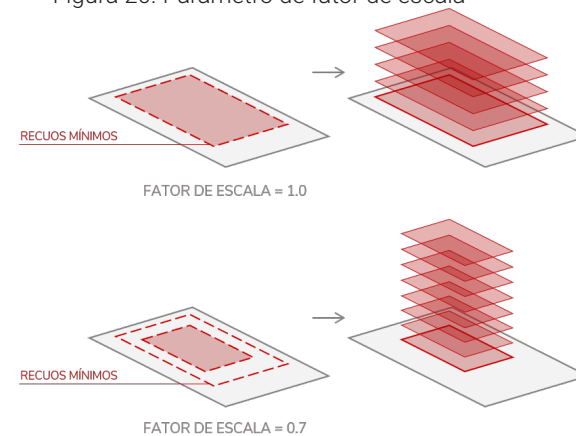 Figura 20. Parâmetro de fator de escala
RECUOS MÍNIMOS
FATOR DE ESCALA = 1.0
RECUOS MÍNIMOS
FATOR DE ESCALA = 0.7